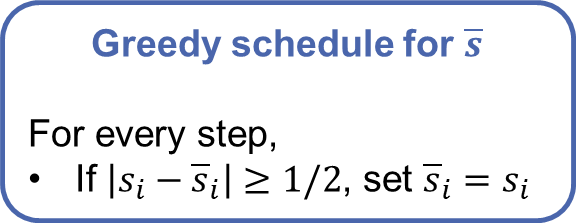 Greedy schedule for s̅
For every step,
• If |sᵢ − s̅ᵢ| ≥ 1/2, set s̅ᵢ = sᵢ